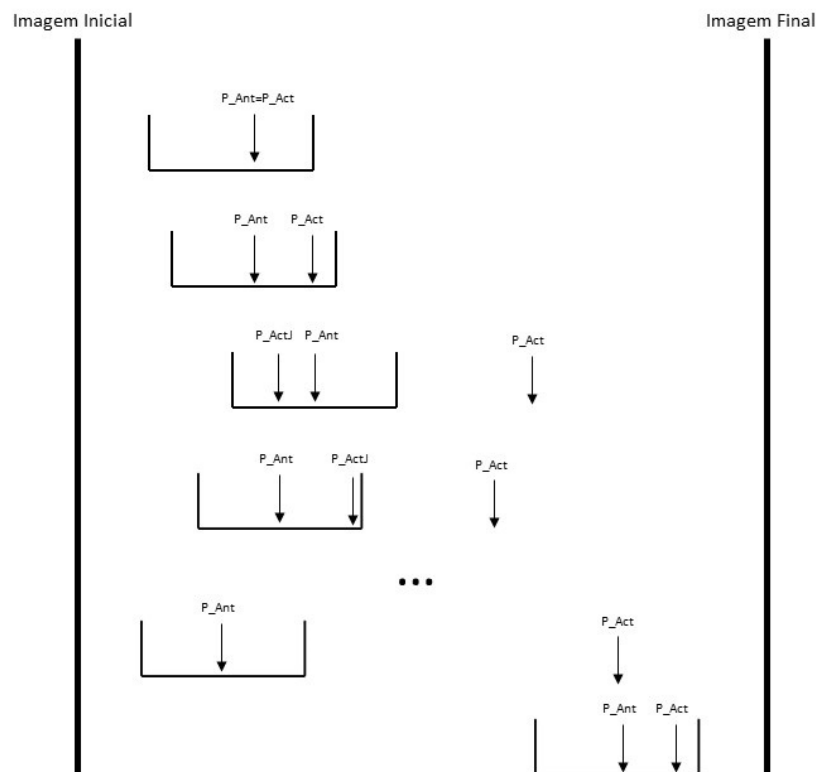 Imagem Inicial
Imagem Final
P_Ant=P_Act
P_Ant
P_Act
P_ActJ
P_Ant
P_Act
P_Ant
P_ActJ
P_Act
...
P_Ant
P_Act
P_Ant
P_Act